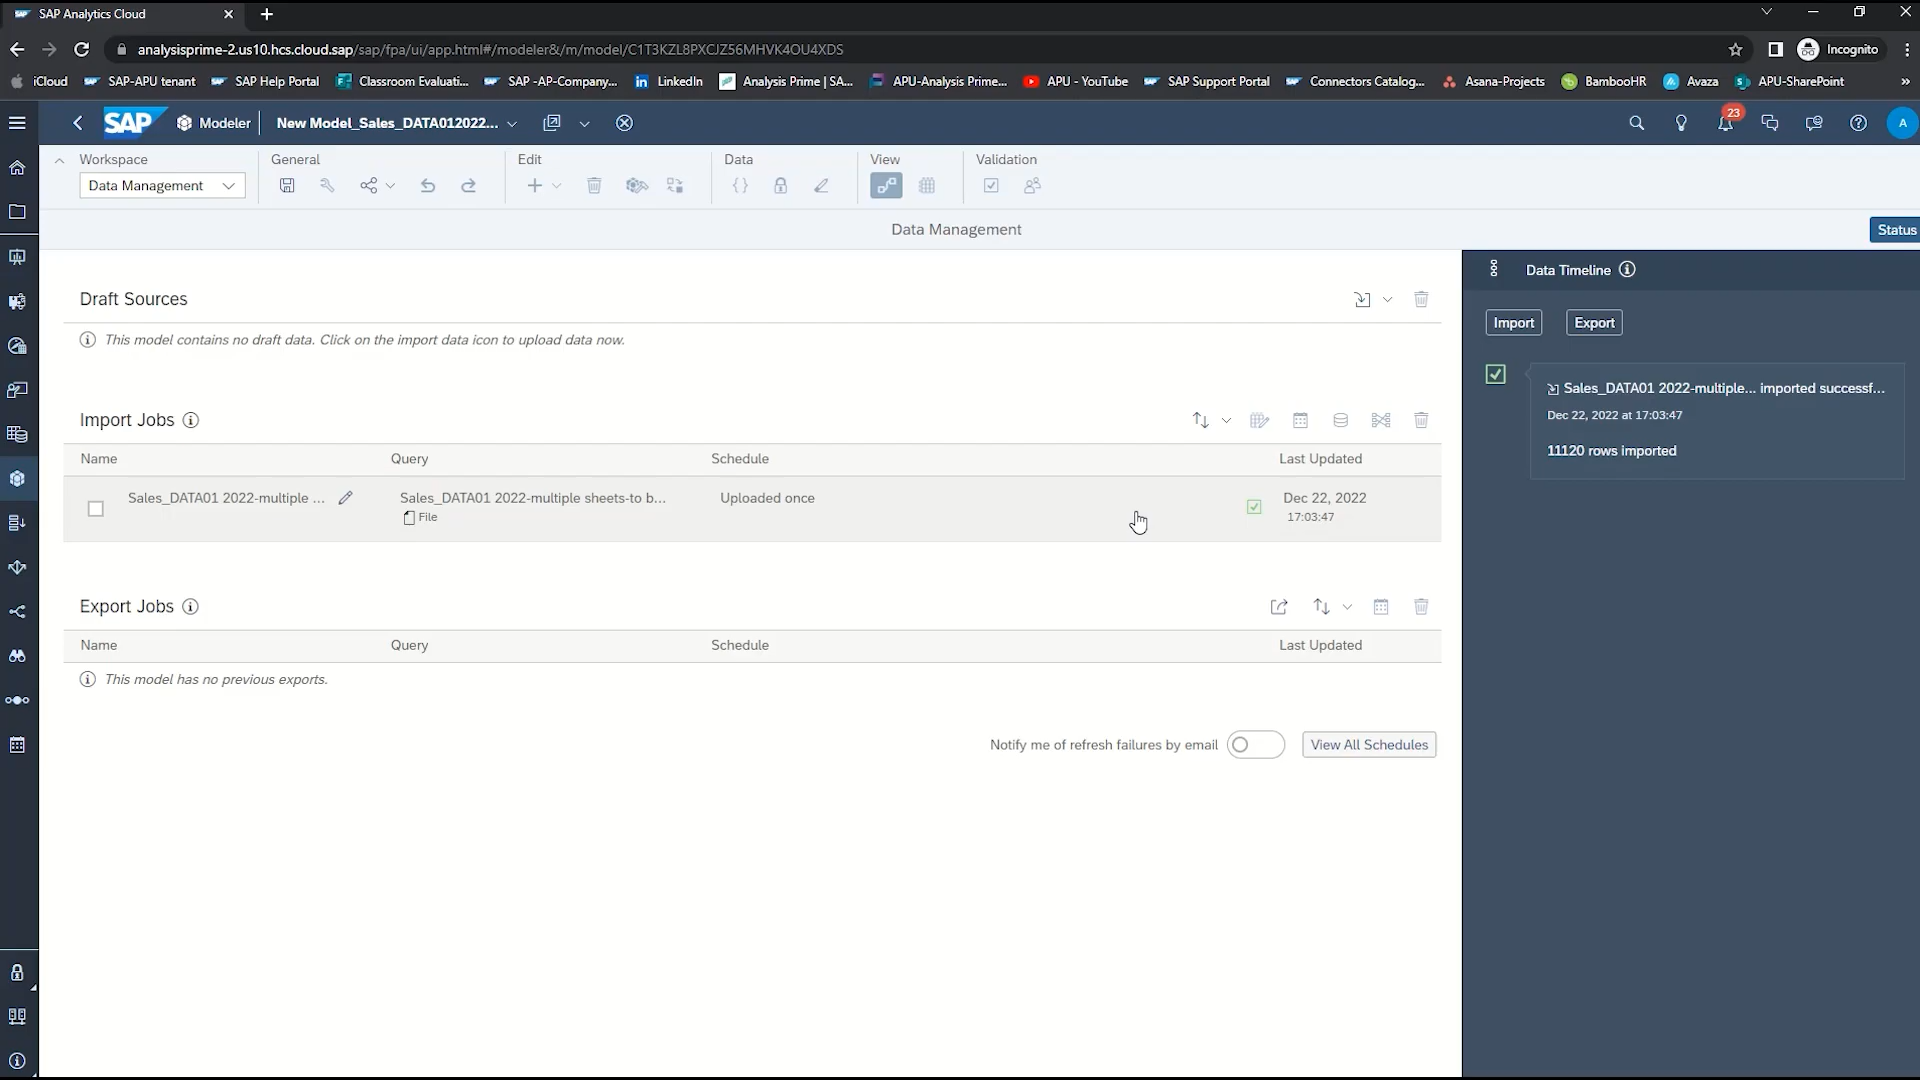 SAP Analytics Cloud
analysisprime-2.us10.hcs.cloud.sap/sap/fpa/ui/app.html#/modeler&/m/model/C1T3KZL8PXCJZ56MHVK4OU4XDS
Incognito
iCloud
SAP-APU tenant
SAP Help Portal
Classroom Evaluati...
SAP -AP-Company,...
LinkedIn
Analysis Prime | SA...
APU-Analysis Prime...
APU - YouTube
SAP Support Portal
Connectors Catalog...
Asana-Projects
BambooHR
Avaza
APU-SharePoint
SAP
Modeler
New Model_Sales_DATA012022...
23
A
Workspace
General
Edit
Data
View
Validation
Data Management
Data Management
Status
Draft Sources
This model contains no draft data. Click on the import data icon to upload data now.
Import Jobs
Name
Query
Schedule
Last Updated
Sales_DATA01 2022-multiple ...
Sales_DATA01 2022-multiple sheets-to b...
File
Uploaded once
Dec 22, 2022
17:03:47
Export Jobs
Name
Query
Schedule
Last Updated
This model has no previous exports.
Notify me of refresh failures by email
View All Schedules
Data Timeline
Import
Export
Sales_DATA01 2022-multiple... imported successf...
Dec 22, 2022 at 17:03:47
11120 rows imported